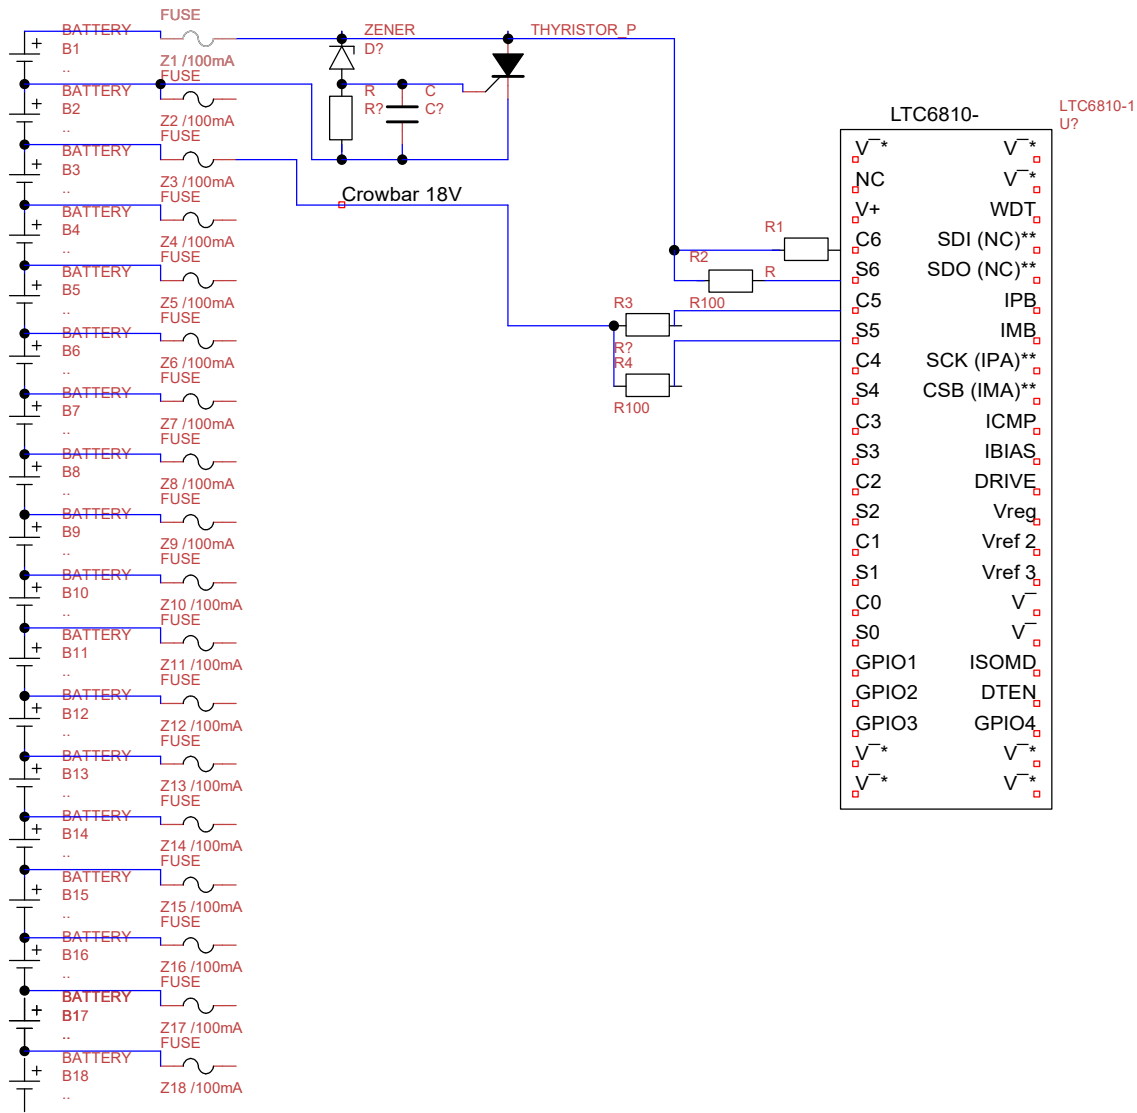 FUSE
BATTERY
B1
..
Z1 /100mA
FUSE
BATTERY
B2
..
Z2 /100mA
FUSE
BATTERY
B3
..
Z3 /100mA
FUSE
BATTERY
B4
..
Z4 /100mA
FUSE
BATTERY
B5
..
Z5 /100mA
FUSE
BATTERY
B6
..
Z6 /100mA
FUSE
BATTERY
B7
..
Z7 /100mA
FUSE
BATTERY
B8
..
Z8 /100mA
FUSE
BATTERY
B9
..
Z9 /100mA
FUSE
BATTERY
B10
..
Z10 /100mA
FUSE
BATTERY
B11
..
Z11 /100mA
FUSE
BATTERY
B12
..
Z12 /100mA
FUSE
BATTERY
B13
..
Z13 /100mA
FUSE
BATTERY
B14
..
Z14 /100mA
FUSE
BATTERY
B15
..
Z15 /100mA
FUSE
BATTERY
B16
..
Z16 /100mA
FUSE
BATTERY
B17
..
Z17 /100mA
FUSE
BATTERY
B18
..
Z18 /100mA
ZENER
D?
THYRISTOR_P
R
R?
C
C?
Crowbar 18V
R1
R2
R
R3
R100
R?
R4
R100
LTC6810-
LTC6810-1
U?
V¯* V¯*
NC V¯*
V+ WDT
C6 SDI (NC)**
S6 SDO (NC)**
C5 IPB
S5 IMB
C4 SCK (IPA)**
S4 CSB (IMA)**
C3 ICMP
S3 IBIAS
C2 DRIVE
S2 Vreg
C1 Vref 2
S1 Vref 3
C0 V¯
S0 V¯
GPIO1 ISOMD
GPIO2 DTEN
GPIO3 GPIO4
V¯* V¯*
V¯* V¯*